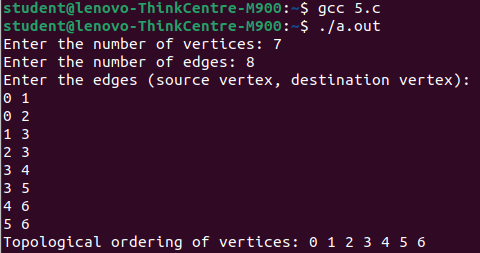 student@lenovo-ThinkCentre-M900:~$ gcc 5.c
student@lenovo-ThinkCentre-M900:~$ ./a.out
Enter the number of vertices: 7
Enter the number of edges: 8
Enter the edges (source vertex, destination vertex):
0 1
0 2
1 3
2 3
3 4
3 5
4 6
5 6
Topological ordering of vertices: 0 1 2 3 4 5 6